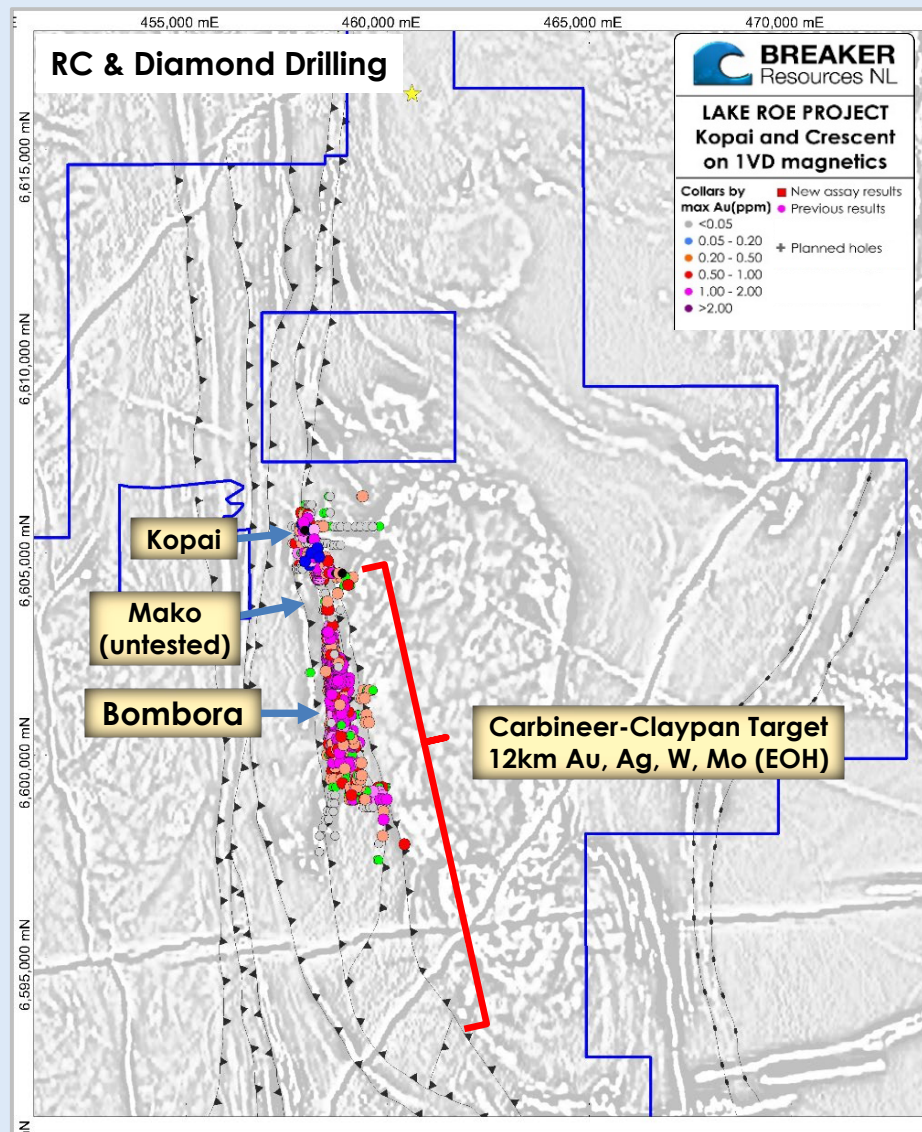 E
455,000 mE
460,000 mE
465,000 mE
470,000 mE
RC & Diamond Drilling
BREAKER
Resources NL
LAKE ROE PROJECT
Kopai and Crescent
on 1VD magnetics
Collars by
max Au(ppm)
<0.05
0.05 - 0.20
0.20 - 0.50
0.50 - 1.00
1.00 - 2.00
>2.00
New assay results
Previous results
Planned holes
6,615,000 mN
6,610,000 mN
6,605,000 mN
6,600,000 mN
6,595,000 mN
mN
Kopai
Mako
(untested)
Bombora
Carbineer-Claypan Target
12km Au, Ag, W, Mo (EOH)